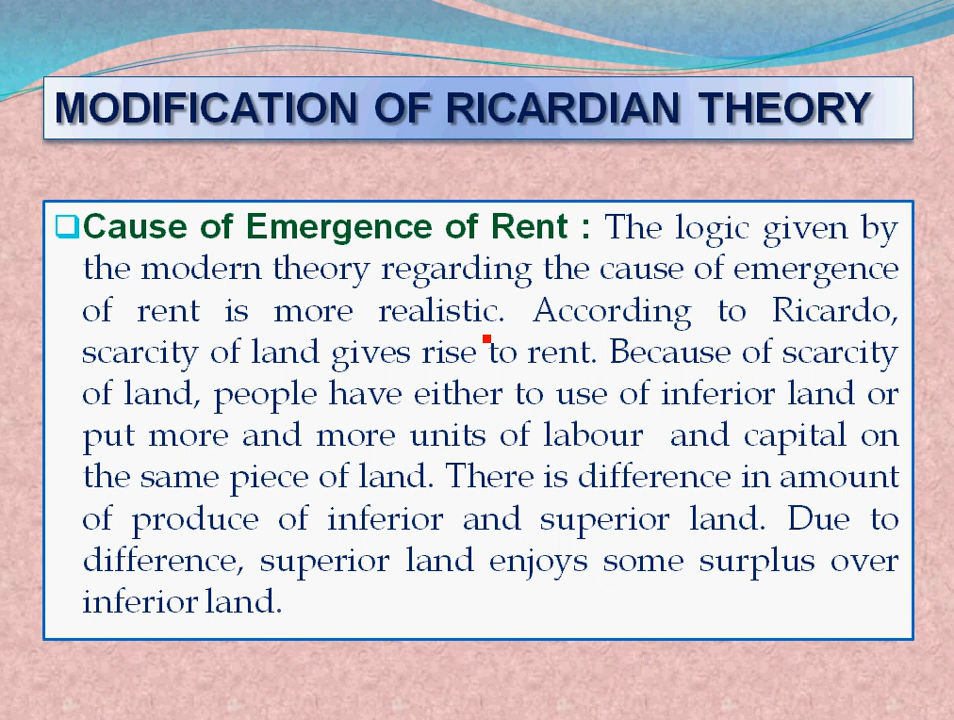 MODIFICATION OF RICARDIAN THEORY
Cause of Emergence of Rent : The logic given by
the modern theory regarding the cause of emergence
of rent is more realistic. According to Ricardo,
scarcity of land gives rise to rent. Because of scarcity
of land, people have either to use of inferior land or
put more and more units of labour and capital on
the same piece of land. There is difference in amount
of produce of inferior and superior land. Due to
difference, superior land enjoys some surplus over
inferior land.